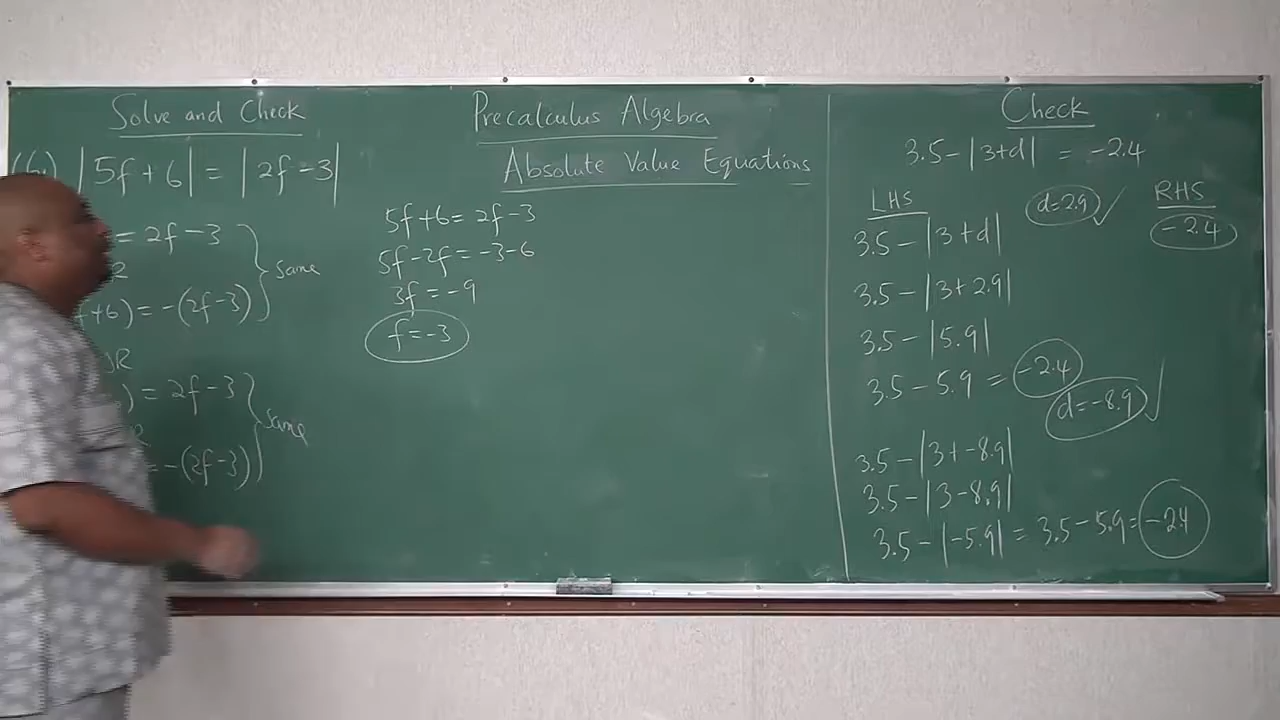 Solve and Check
|5f+6| = |2f-3|
= 2f-3
+6) = -(2f-3)
Same
OR
) = 2f-3
= -(2f-3)
Same
Precalculus Algebra
Absolute Value Equations
5f+6 = 2f-3
5f-2f = -3-6
3f = -9
f = -3
Check
3.5-|3+d| = -2.4
LHS
d=2.9 ✓
RHS
-2.4
3.5-|3+d|
3.5-|3+2.9|
3.5-|5.9|
3.5-5.9 = -2.4
d=-8.9 ✓
3.5-|3+-8.9|
3.5-|3-8.9|
3.5-|-5.9| = 3.5-5.9 = -2.4